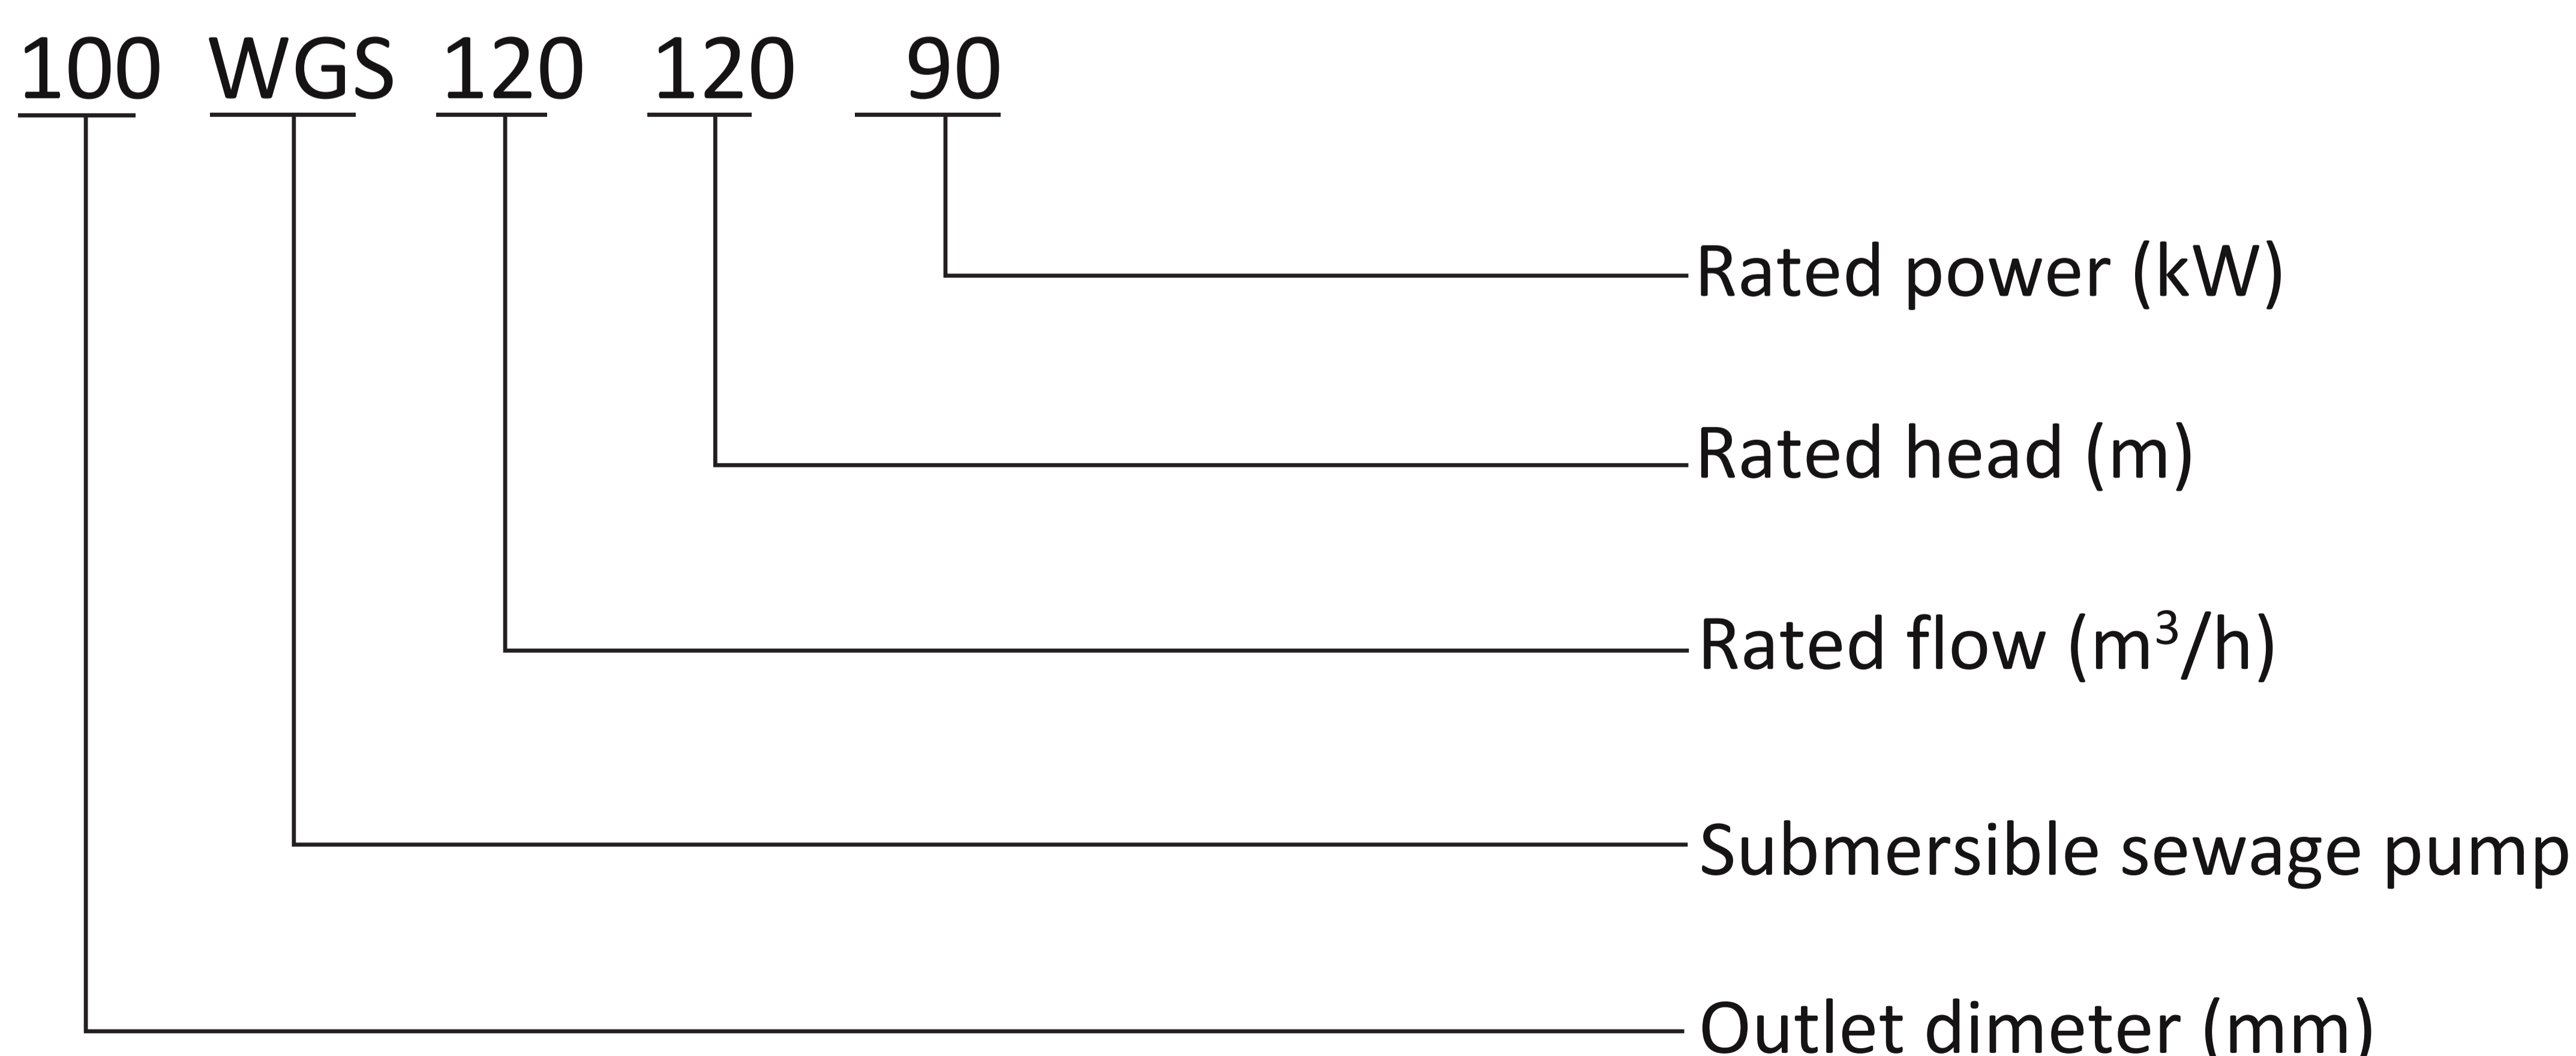 100 WGS 120 120 90
Rated power (kW)
Rated head (m)
Rated flow (m³/h)
Submersible sewage pump
Outlet dimeter (mm)